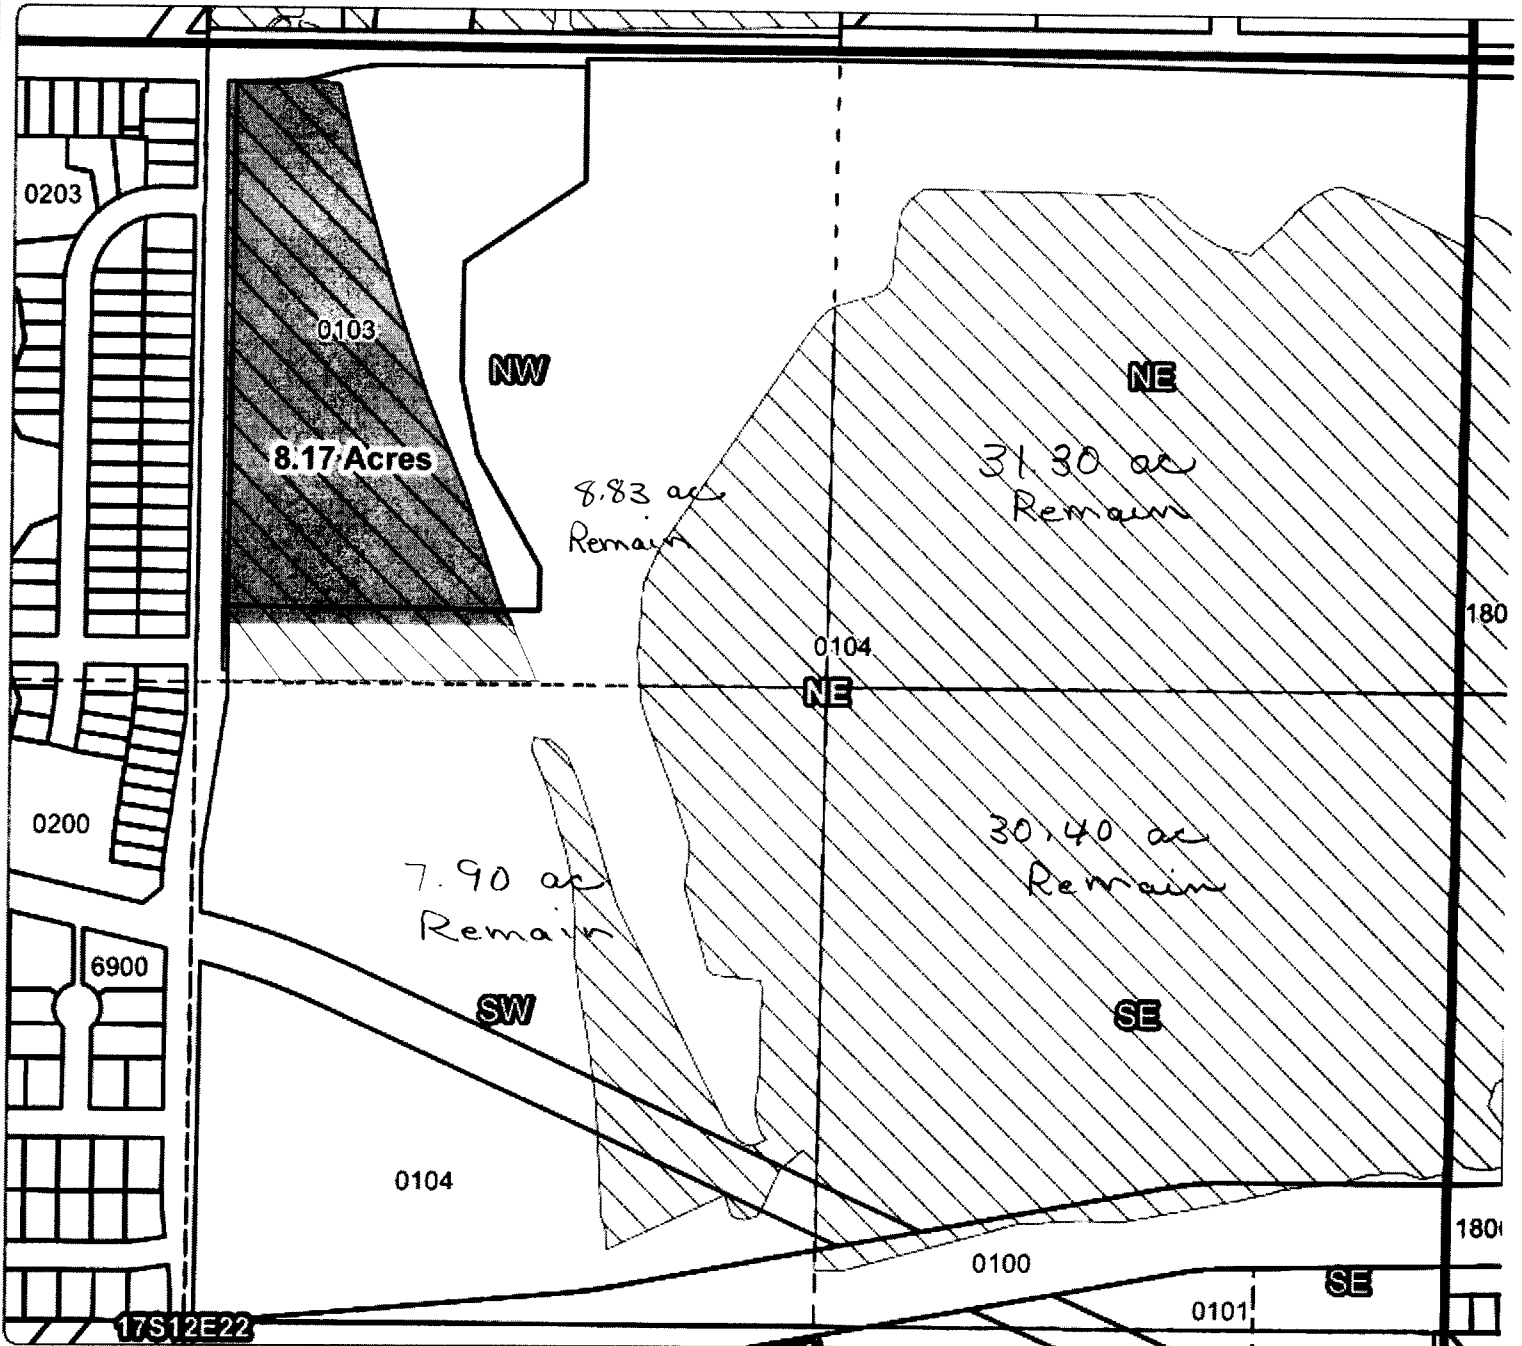 0203
0103
NW
NE
8.17 Acres
31.30 ac
Remain
8.83 ac
Remain
180
0104
NE
0200
30.40 ac
Remain
7.90 ac
Remain
6900
SW
SE
0104
180
0100
SE
0101
17S12E22